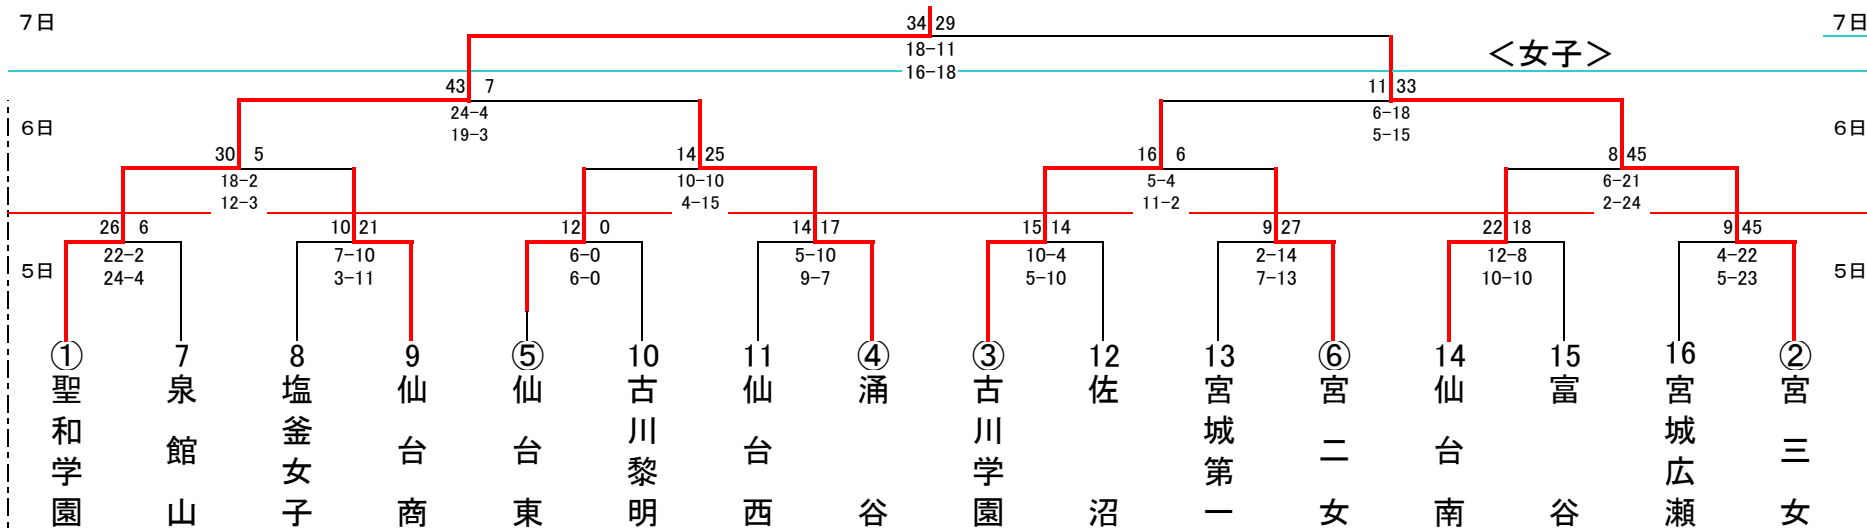 7日
34 29
7日
18-11
<女子>
16-18
43 7
11 33
6日
24-4
6-18
6日
19-3
5-15
30 5
14 25
16 6
8 45
18-2
10-10
5-4
6-21
12-3
4-15
11-2
2-24
26 6
10 21
12 0
14 17
15 14
9 27
22 18
9 45
5日
22-2
7-10
6-0
5-10
10-4
2-14
12-8
4-22
5日
24-4
3-11
6-0
9-7
5-10
7-13
10-10
5-23
① 7 8 9 ⑤ 10 11 ④ ③ 12 13 ⑥ 14 15 16 ②
聖和学園
泉館山
塩釜女子
仙台商
仙台東
古川黎明
仙台西
涌谷
古川学園
佐沼
宮城第一
宮二女
仙台南
富谷
宮城広瀬
宮三女